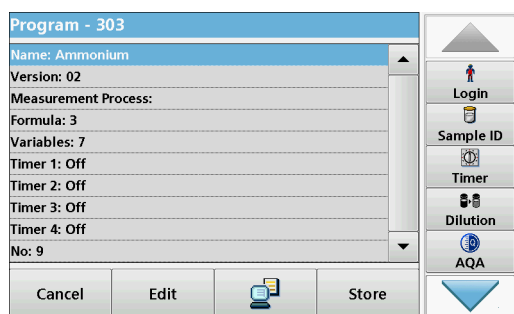 Program - 303
Name: Ammonium
Version: 02
Measurement Process:
Formula: 3
Variables: 7
Timer 1: Off
Timer 2: Off
Timer 3: Off
Timer 4: Off
No: 9
Cancel
Edit
Store
Login
Sample ID
Timer
Dilution
AQA